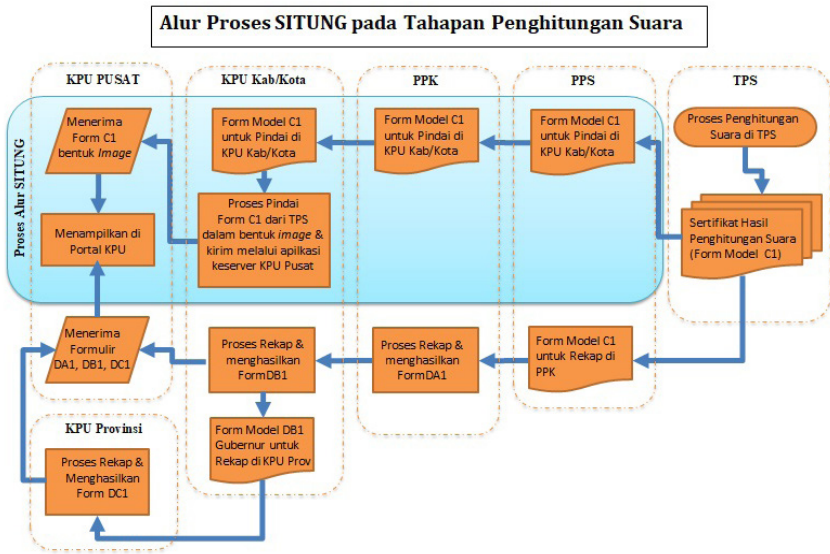 Alur Proses SITUNG pada Tahapan Penghitungan Suara
KPU PUSAT
KPU Kab/Kota
PPK
PPS
TPS
Proses Alur SITUNG
Menerima
Form C1
bentuk Image
Form Model C1
untuk Pindai di
KPU Kab/Kota
Form Model C1
untuk Pindai di
KPU Kab/Kota
Form Model C1
untuk Pindai di
KPU Kab/Kota
Proses Penghitungan
Suara di TPS
Menampilkan di
Portal KPU
Proses Pindai
Form C1 dari TPS
dalam bentuk image &
kirim melalui apilkasi
keserver KPU Pusat
Sertifikat Hasil
Penghitungan Suara
(Form Model C1)
Menerima
Formulir
DA1, DB1, DC1
Proses Rekap &
menghasilkan
FormDB1
Proses Rekap &
menghasilkan
FormDA1
Form Model C1
untuk Rekap di
PPK
KPU Provinsi
Proses Rekap &
Menghasilkan
Form DC1
Form Model DB1
Gubernur untuk
Rekap di KPU Prov